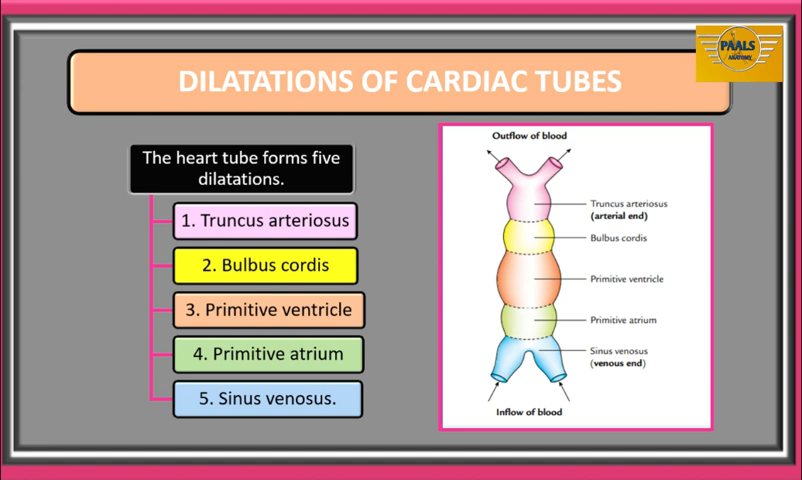 PAALS
ANATOMY
DILATATIONS OF CARDIAC TUBES
The heart tube forms five
dilatations.
1. Truncus arteriosus
2. Bulbus cordis
3. Primitive ventricle
4. Primitive atrium
5. Sinus venosus.
Outflow of blood
Truncus arteriosus
(arterial end)
Bulbus cordis
Primitive ventricle
Primitive atrium
Sinus venosus
(venous end)
Inflow of blood